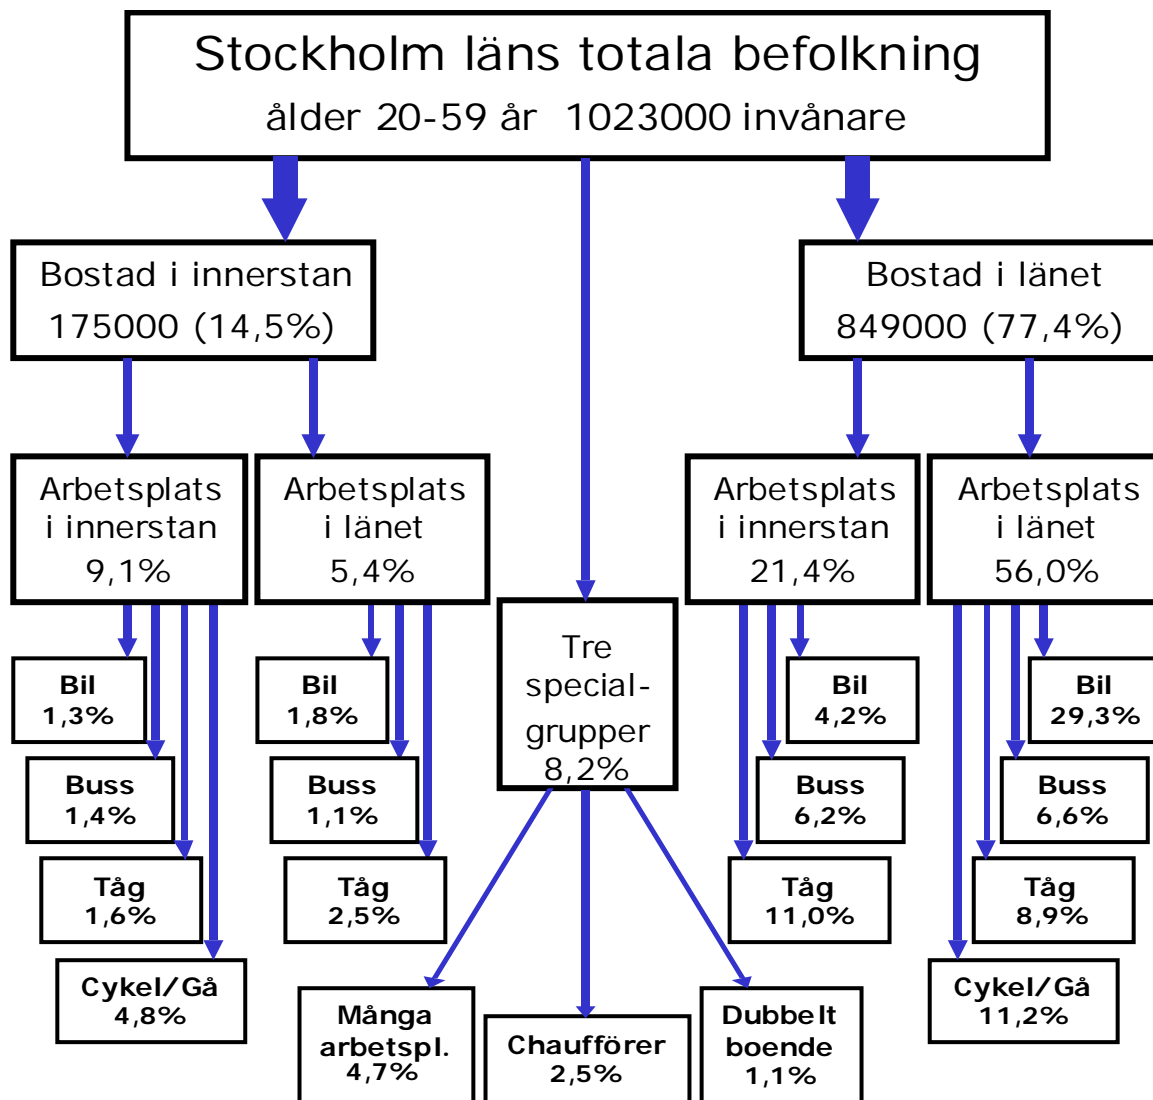 Stockholm läns totala befolkning
ålder 20-59 år 1023000 invånare
Bostad i innerstan
175000 (14,5%)
Bostad i länet
849000 (77,4%)
Arbetsplats
i innerstan
9,1%
Arbetsplats
i länet
5,4%
Arbetsplats
i innerstan
21,4%
Arbetsplats
i länet
56,0%
Bil
1,3%
Buss
1,4%
Tåg
1,6%
Cykel/Gå
4,8%
Bil
1,8%
Buss
1,1%
Tåg
2,5%
Tre
special-
grupper
8,2%
Många
arbetspl.
4,7%
Chaufförer
2,5%
Dubbelt
boende
1,1%
Bil
4,2%
Buss
6,2%
Tåg
11,0%
Bil
29,3%
Buss
6,6%
Tåg
8,9%
Cykel/Gå
11,2%